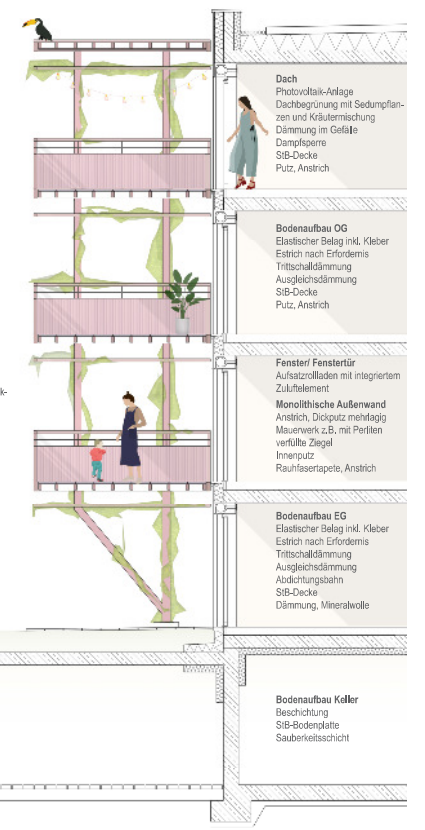 Dach
Photovoltaik-Anlage
Dachbegrünung mit Sedumpflan-
zen und Kräutermischung
Dämmung im Gefälle
Dampfsperre
StB-Decke
Putz, Anstrich
Bodenaufbau OG
Elastischer Belag inkl. Kleber
Estrich nach Erfordernis
Trittschalldämmung
Ausgleichsdämmung
StB-Decke
Putz, Anstrich
Fenster/ Fenstertür
Aufsatzrollladen mit integriertem
Zuluftelement
k-
Monolithische Außenwand
Anstrich, Dickputz mehrlagig
Mauerwerk z.B. mit Perliten
verfüllte Ziegel
Innenputz
Rauhfasertapete, Anstrich
Bodenaufbau EG
Elastischer Belag inkl. Kleber
Estrich nach Erfordernis
Trittschalldämmung
Ausgleichsdämmung
Abdichtungsbahn
StB-Decke
Dämmung, Mineralwolle
Bodenaufbau Keller
Beschichtung
StB-Bodenplatte
Sauberkeitsschicht